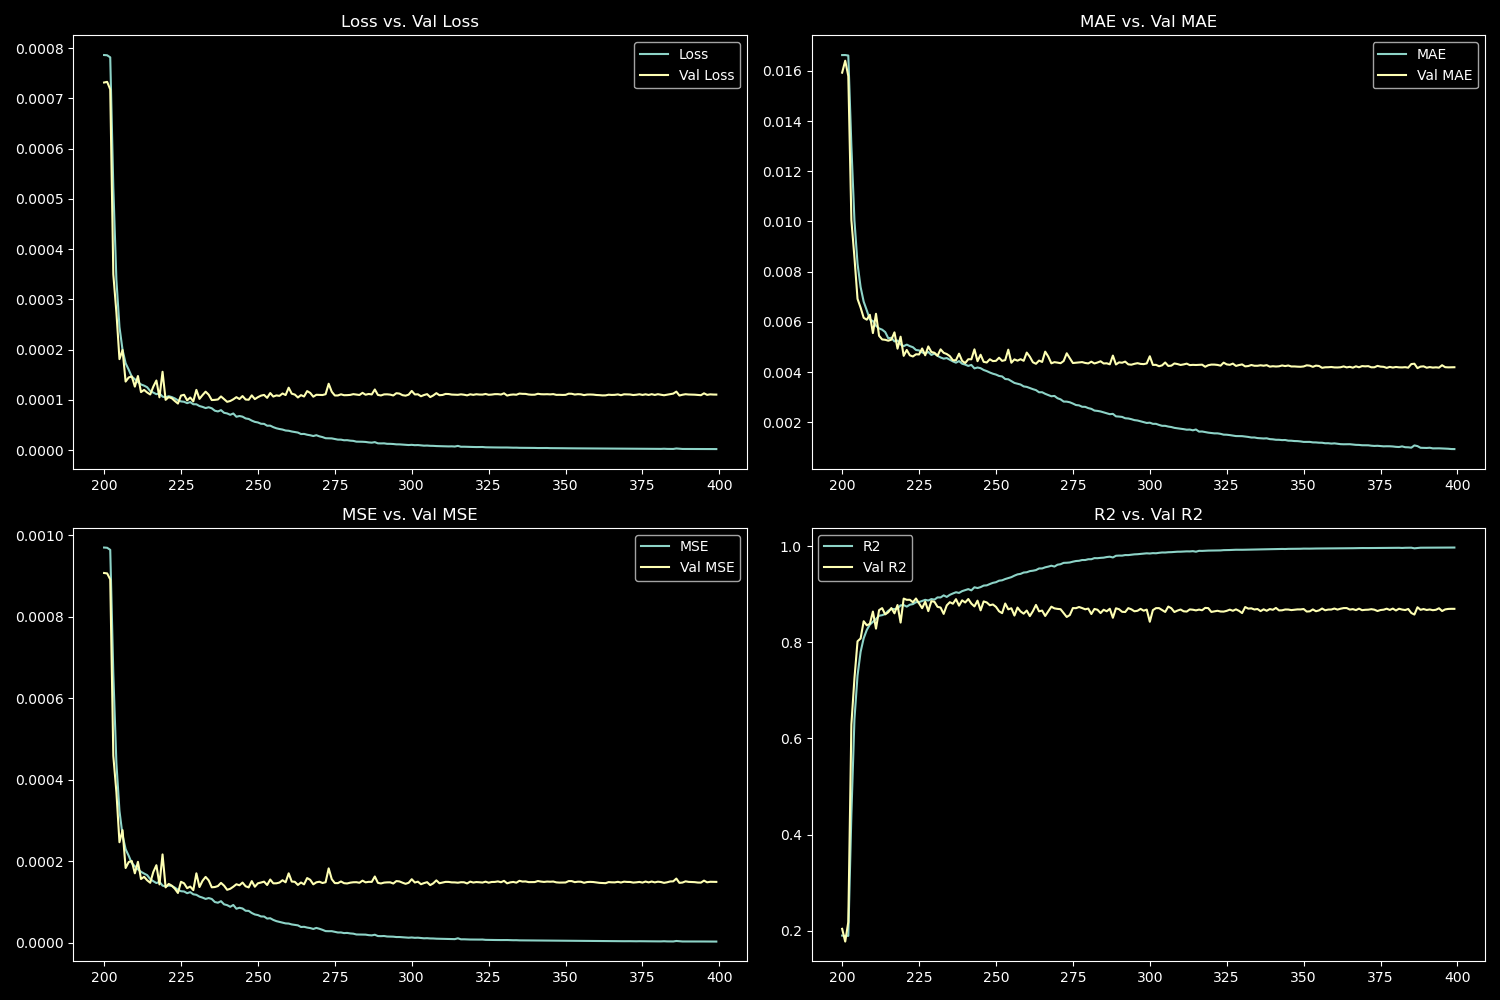 Loss vs. Val Loss
0.0008
0.0007
0.0006
0.0005
0.0004
0.0003
0.0002
0.0001
0.0000
Loss
Val Loss
200 225 250 275 300 325 350 375 400
MAE vs. Val MAE
0.016
0.014
0.012
0.010
0.008
0.006
0.004
0.002
MAE
Val MAE
200 225 250 275 300 325 350 375 400
MSE vs. Val MSE
0.0010
0.0008
0.0006
0.0004
0.0002
0.0000
MSE
Val MSE
200 225 250 275 300 325 350 375 400
R2 vs. Val R2
1.0
0.8
0.6
0.4
0.2
R2
Val R2
200 225 250 275 300 325 350 375 400